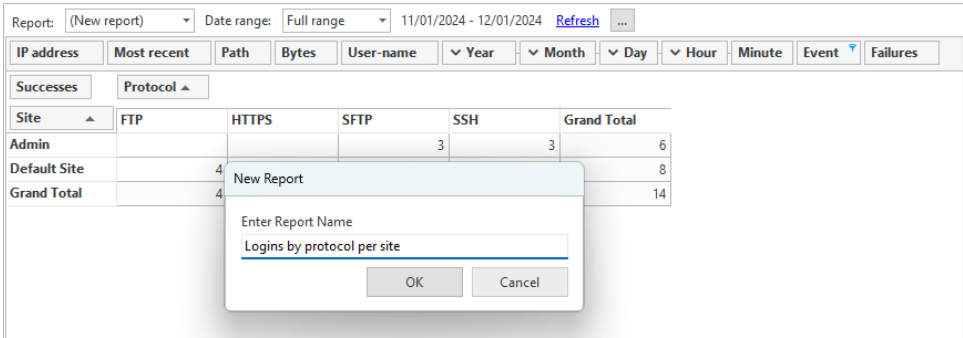 Report: (New report) Date range: Full range 11/01/2024 - 12/01/2024 Refresh ...
IP address Most recent Path Bytes User-name Year Month Day Hour Minute Event Failures
Successes Protocol
Site FTP HTTPS SFTP SSH Grand Total
Admin 3 3 6
Default Site 4 8
Grand Total 4 14
New Report
Enter Report Name
Logins by protocol per site
OK Cancel